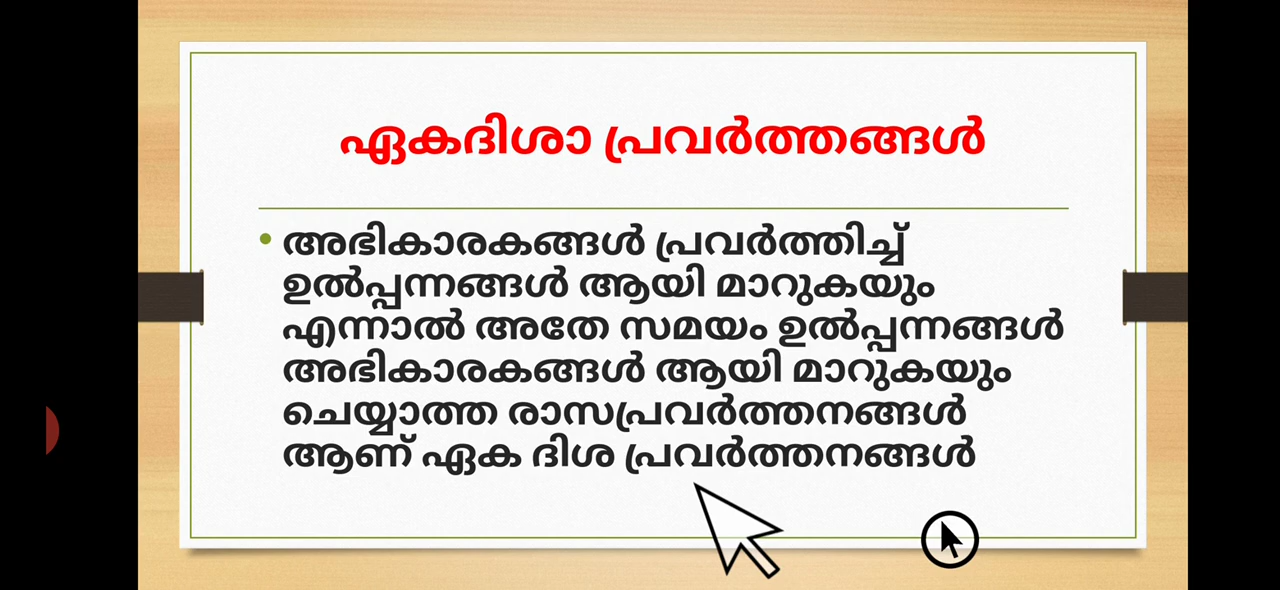 ഏകദിശാ പ്രവർത്തങ്ങൾ
• അഭികാരകങ്ങൾ പ്രവർത്തിച്ച്
ഉൽപ്പന്നങ്ങൾ ആയി മാറുകയും
എന്നാൽ അതേ സമയം ഉൽപ്പന്നങ്ങൾ
അഭികാരകങ്ങൾ ആയി മാറുകയും
ചെയ്യാത്ത രാസപ്രവർത്തനങ്ങൾ
ആണ് ഏക ദിശ പ്രവർത്തനങ്ങൾ